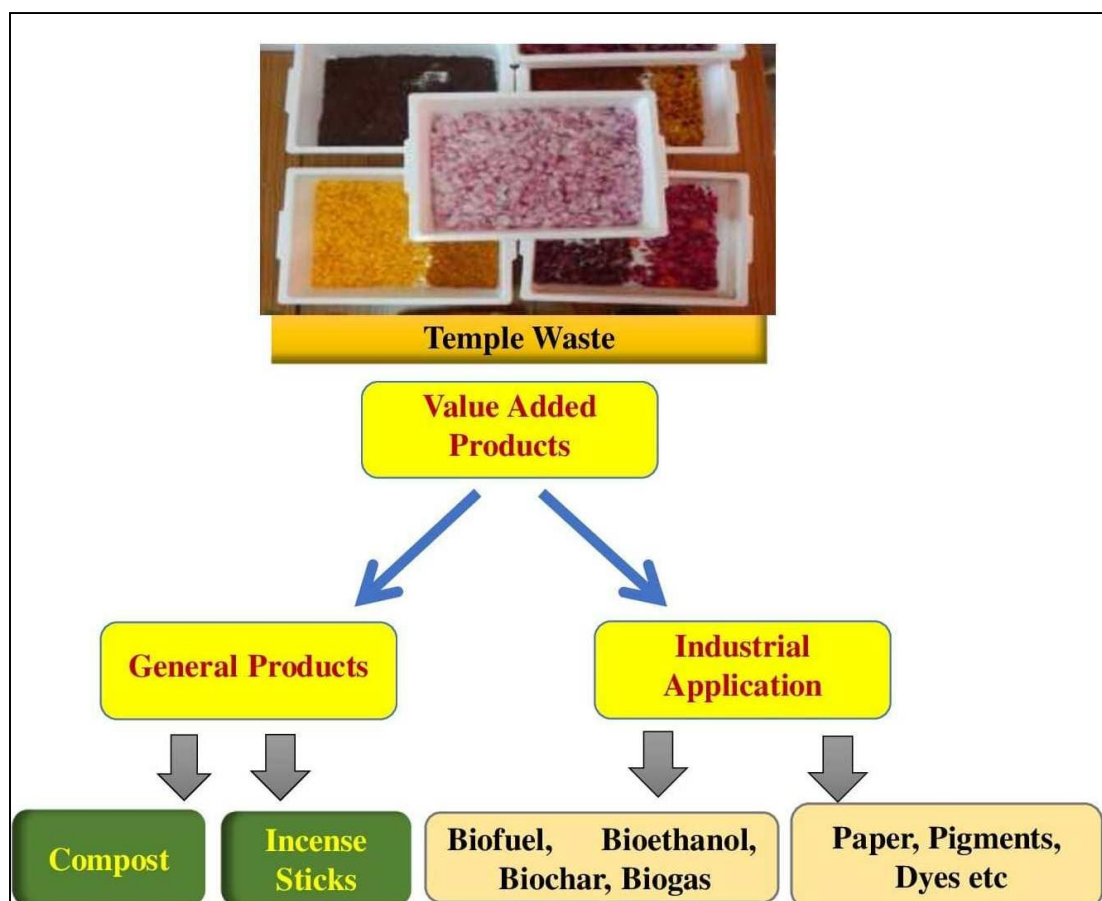 Temple Waste
Value Added
Products
General Products
Industrial
Application
Compost
Incense
Sticks
Biofuel, Bioethanol,
Biochar, Biogas
Paper, Pigments,
Dyes etc